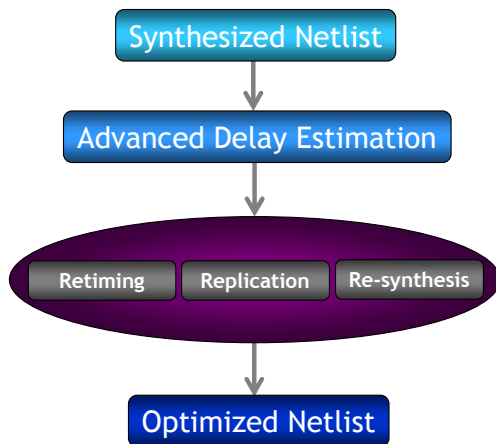 Synthesized Netlist
Advanced Delay Estimation
Retiming
Replication
Re-synthesis
Optimized Netlist